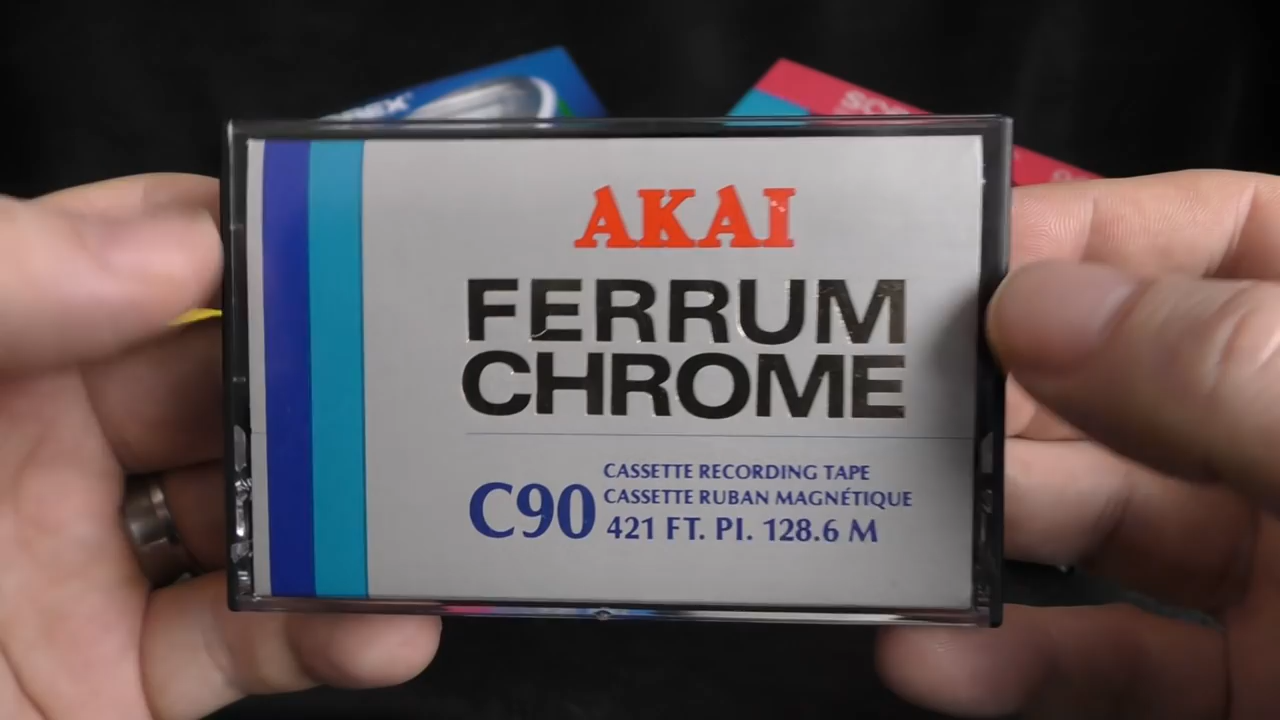 AKAI
FERRUM
CHROME
C90
CASSETTE RECORDING TAPE
CASSETTE RUBAN MAGNÉTIQUE
421 FT. PI. 128.6 M